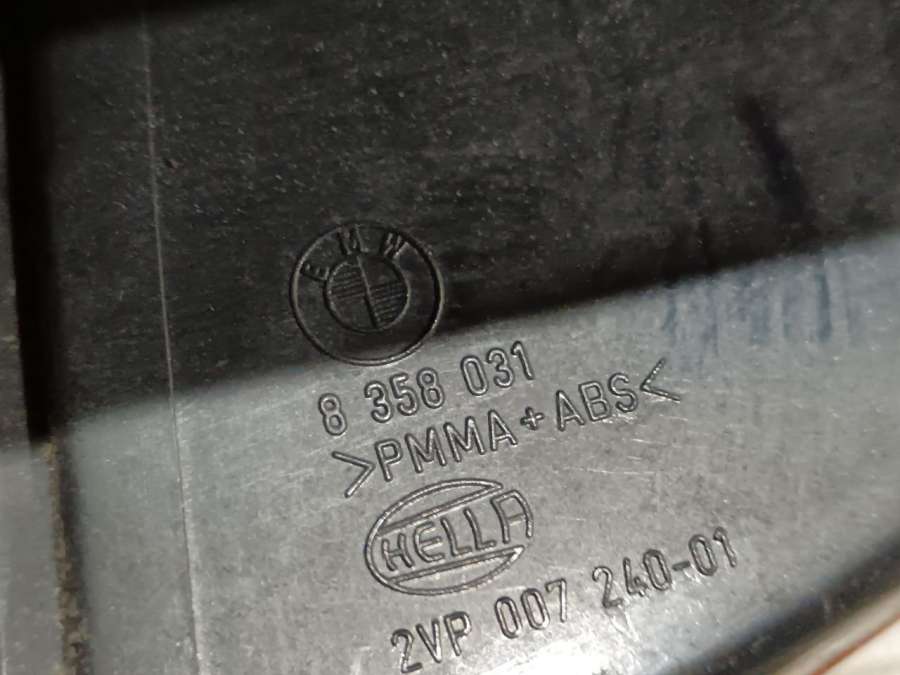 BMW
8 358 031
>PMMA+ABS<
HELLA
2VP 007 240-01